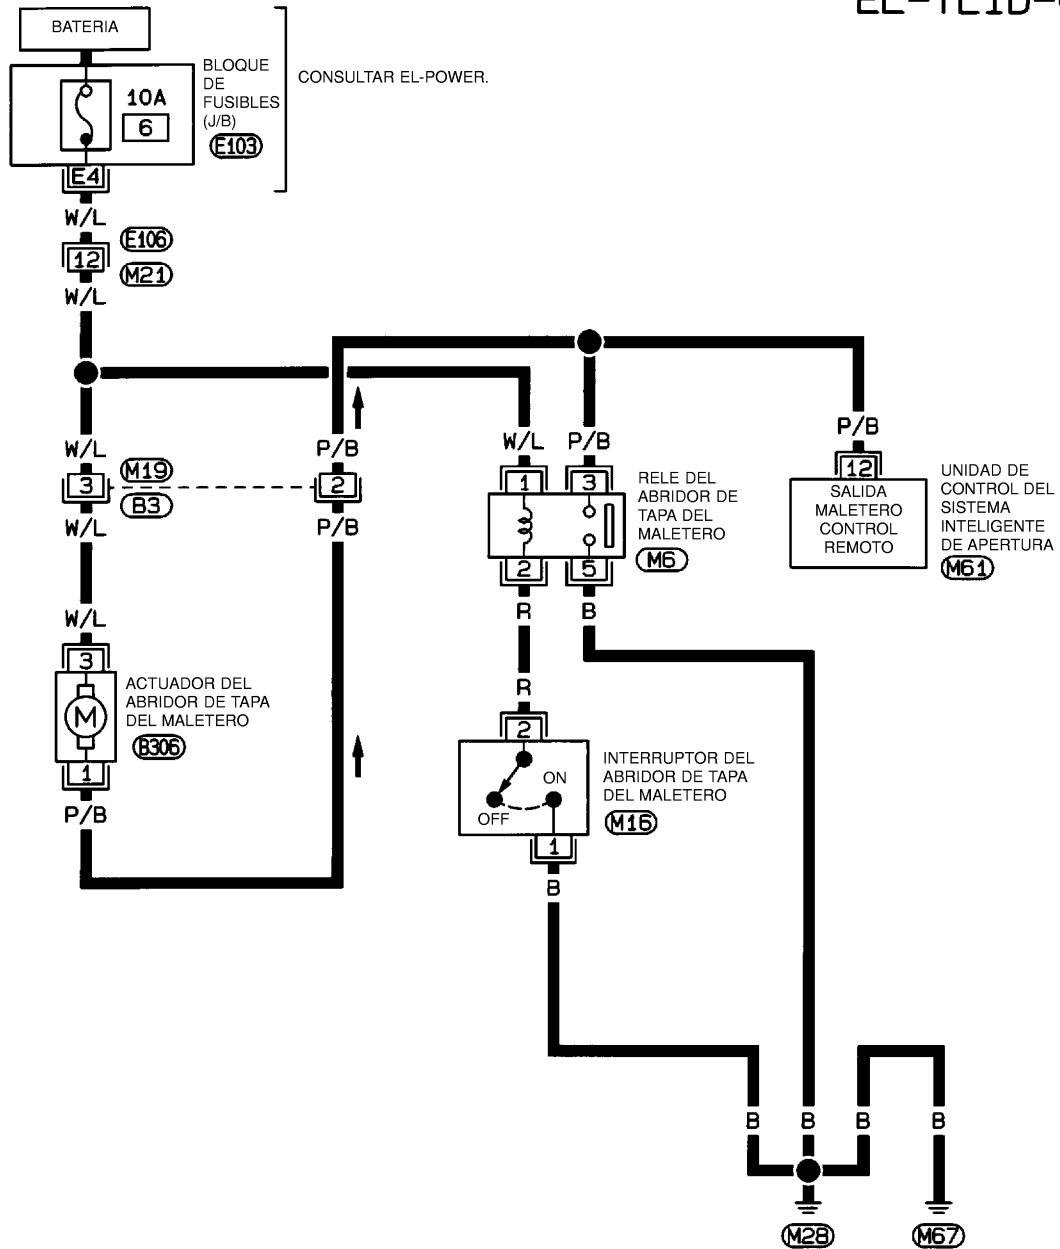 BATERIA
10A
6
BLOQUE
DE
FUSIBLES
(J/B)
E103
CONSULTAR EL-POWER.
E4
W/L
E106
12
M21
W/L
W/L
P/B
W/L
P/B
P/B
M19
3
2
B3
W/L
P/B
1
3
RELE DEL
ABRIDOR DE
TAPA DEL
MALETERO
M6
2
5
12
SALIDA
MALETERO
CONTROL
REMOTO
UNIDAD DE
CONTROL DEL
SISTEMA
INTELIGENTE
DE APERTURA
M61
W/L
R
B
3
M
ACTUADOR DEL
ABRIDOR DE TAPA
DEL MALETERO
B306
1
P/B
R
2
ON
OFF
INTERRUPTOR DEL
ABRIDOR DE TAPA
DEL MALETERO
M16
1
B
B
B
B
B
M28
M67